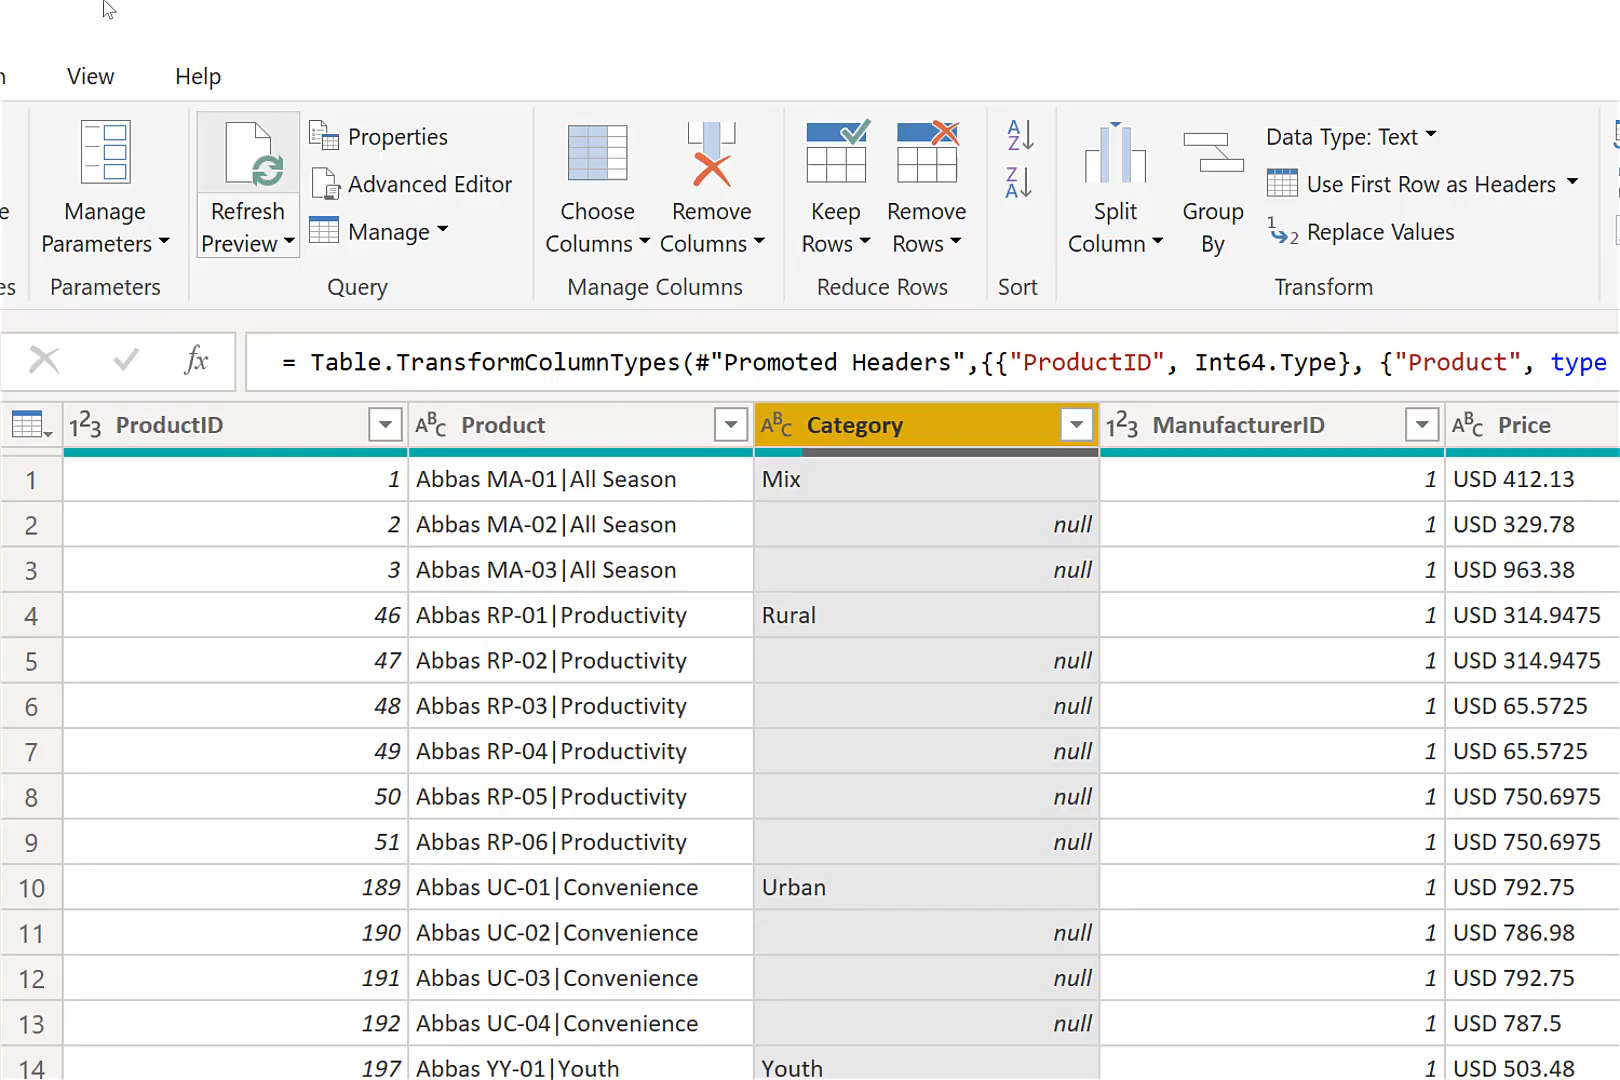 View Help
Manage Parameters
Refresh Preview
Properties
Advanced Editor
Manage
Choose Columns
Remove Columns
Keep Rows
Remove Rows
A Z
Z A
Split Column
Group By
Data Type: Text
Use First Row as Headers
1 2 Replace Values
es Parameters Query Manage Columns Reduce Rows Sort Transform
fx = Table.TransformColumnTypes(#"Promoted Headers",{{"ProductID", Int64.Type}, {"Product", type
123 ProductID ABC Product ABC Category 123 ManufacturerID ABC Price
1 1 Abbas MA-01|All Season Mix 1 USD 412.13
2 2 Abbas MA-02|All Season null 1 USD 329.78
3 3 Abbas MA-03|All Season null 1 USD 963.38
4 46 Abbas RP-01|Productivity Rural 1 USD 314.9475
5 47 Abbas RP-02|Productivity null 1 USD 314.9475
6 48 Abbas RP-03|Productivity null 1 USD 65.5725
7 49 Abbas RP-04|Productivity null 1 USD 65.5725
8 50 Abbas RP-05|Productivity null 1 USD 750.6975
9 51 Abbas RP-06|Productivity null 1 USD 750.6975
10 189 Abbas UC-01|Convenience Urban 1 USD 792.75
11 190 Abbas UC-02|Convenience null 1 USD 786.98
12 191 Abbas UC-03|Convenience null 1 USD 792.75
13 192 Abbas UC-04|Convenience null 1 USD 787.5
14 197 Abbas YY-01|Youth Youth 1 USD 503.48